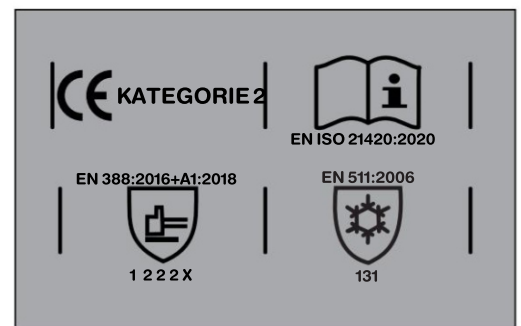 CE KATEGORIE 2
i
EN ISO 21420:2020
EN 388:2016+A1:2018
1 2 2 2 X
EN 511:2006
131